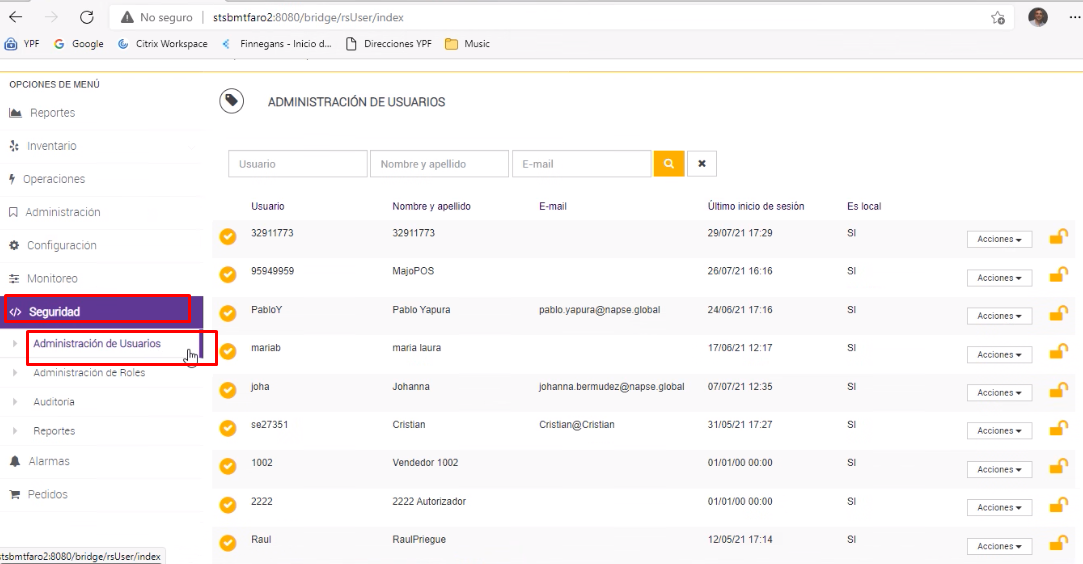 No seguro | stsbmtfaro2:8080/bridge/rsUser/index
YPF Google Citrix Workspace Finnegans - Inicio d... Direcciones YPF Music
OPCIONES DE MENÚ
Reportes
Inventario
Operaciones
Administración
Configuración
Monitoreo
Seguridad
Administración de Usuarios
Administración de Roles
Auditoría
Reportes
Alarmas
Pedidos
ADMINISTRACIÓN DE USUARIOS
Usuario Nombre y apellido E-mail
Usuario Nombre y apellido E-mail Último inicio de sesión Es local
32911773 32911773 29/07/21 17:29 SI Acciones
95949959 MajoPOS 26/07/21 16:16 SI Acciones
PabloY Pablo Yapura pablo.yapura@napse.global 24/06/21 17:16 SI Acciones
mariab maria laura 17/06/21 12:17 SI Acciones
joha Johanna johanna.bermudez@napse.global 07/07/21 12:35 SI Acciones
se27351 Cristian Cristian@Cristian 31/05/21 17:27 SI Acciones
1002 Vendedor 1002 01/01/00 00:00 SI Acciones
2222 2222 Autorizador 01/01/00 00:00 SI Acciones
Raul RaulPriegue 12/05/21 17:14 SI Acciones
stsbmtfaro2:8080/bridge/rsUser/index